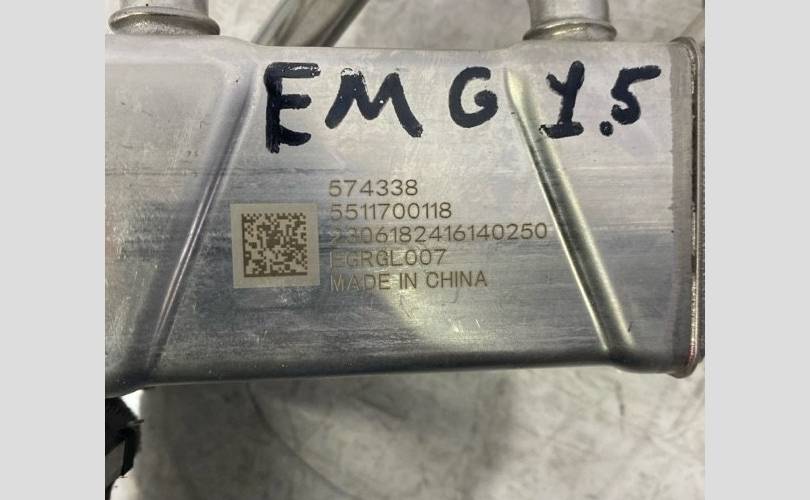 EMG 1.5
574338
5511700118
2306182416140250
EGRGL007
MADE IN CHINA